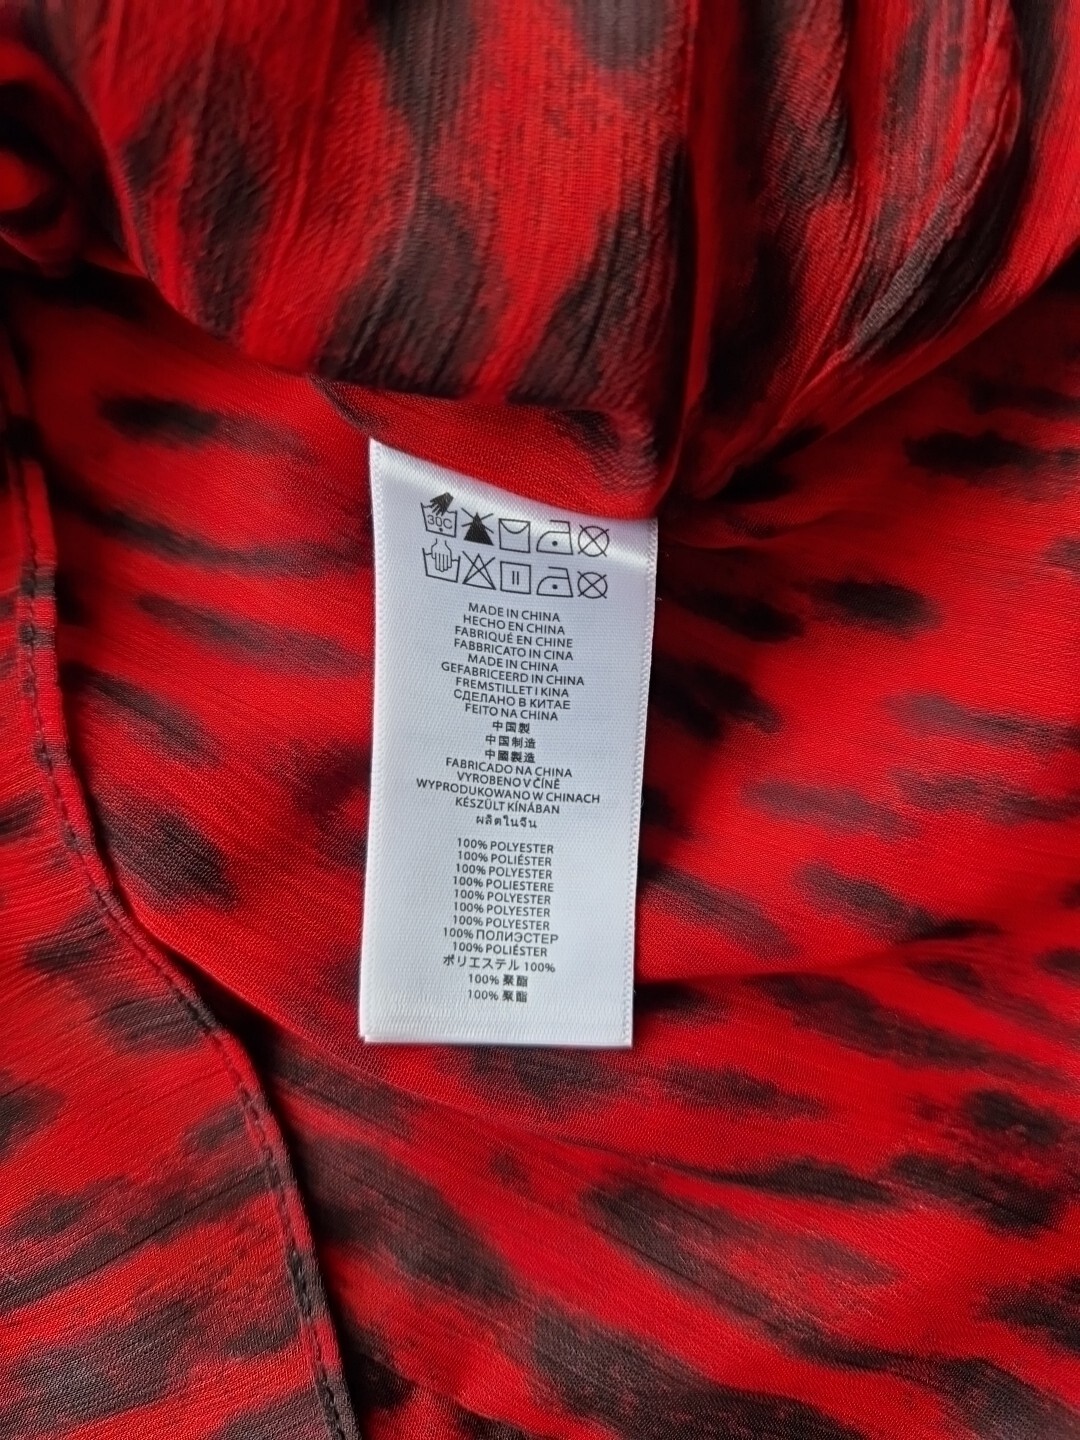 30C
MADE IN CHINA
HECHO EN CHINA
FABRIQUÉ EN CHINE
FABBRICATO IN CINA
MADE IN CHINA
GEFABRICEERD IN CHINA
FREMSTILLET I KINA
СДЕЛАНО В КИТАЕ
FEITO NA CHINA
中国製
中国制造
中國製造
FABRICADO NA CHINA
VYROBENO V ČÍNĚ
WYPRODUKOWANO W CHINACH
KÉSZÜLT KÍNÁBAN
ผลิตในจีน
100% POLYESTER
100% POLIÉSTER
100% POLYESTER
100% POLIESTERE
100% POLYESTER
100% POLYESTER
100% POLYESTER
100% ПОЛИЭСТЕР
100% POLIÉSTER
ポリエステル 100%
100% 聚酯
100% 聚酯